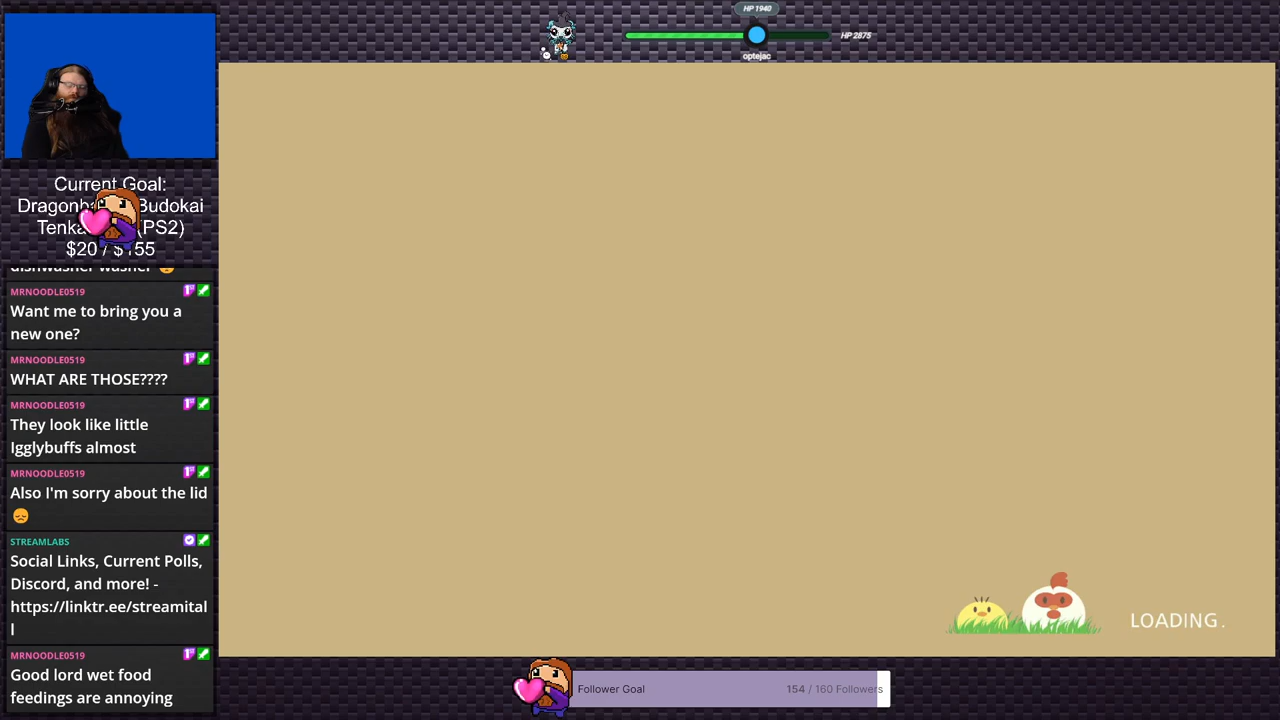 HP 1940
HP 2875
optejac
Current Goal:
Dragonb Budokai
Tenka (PS2)
$20 / $155
dishwasher washer 😔
MRNOODLE0519
Want me to bring you a
new one?
MRNOODLE0519
WHAT ARE THOSE????
MRNOODLE0519
They look like little
Igglybuffs almost
MRNOODLE0519
Also I'm sorry about the lid
😔
STREAMLABS
Social Links, Current Polls,
Discord, and more! -
https://linktr.ee/streamital
l
MRNOODLE0519
Good lord wet food
feedings are annoying
LOADING.
Follower Goal
154 / 160 Followers